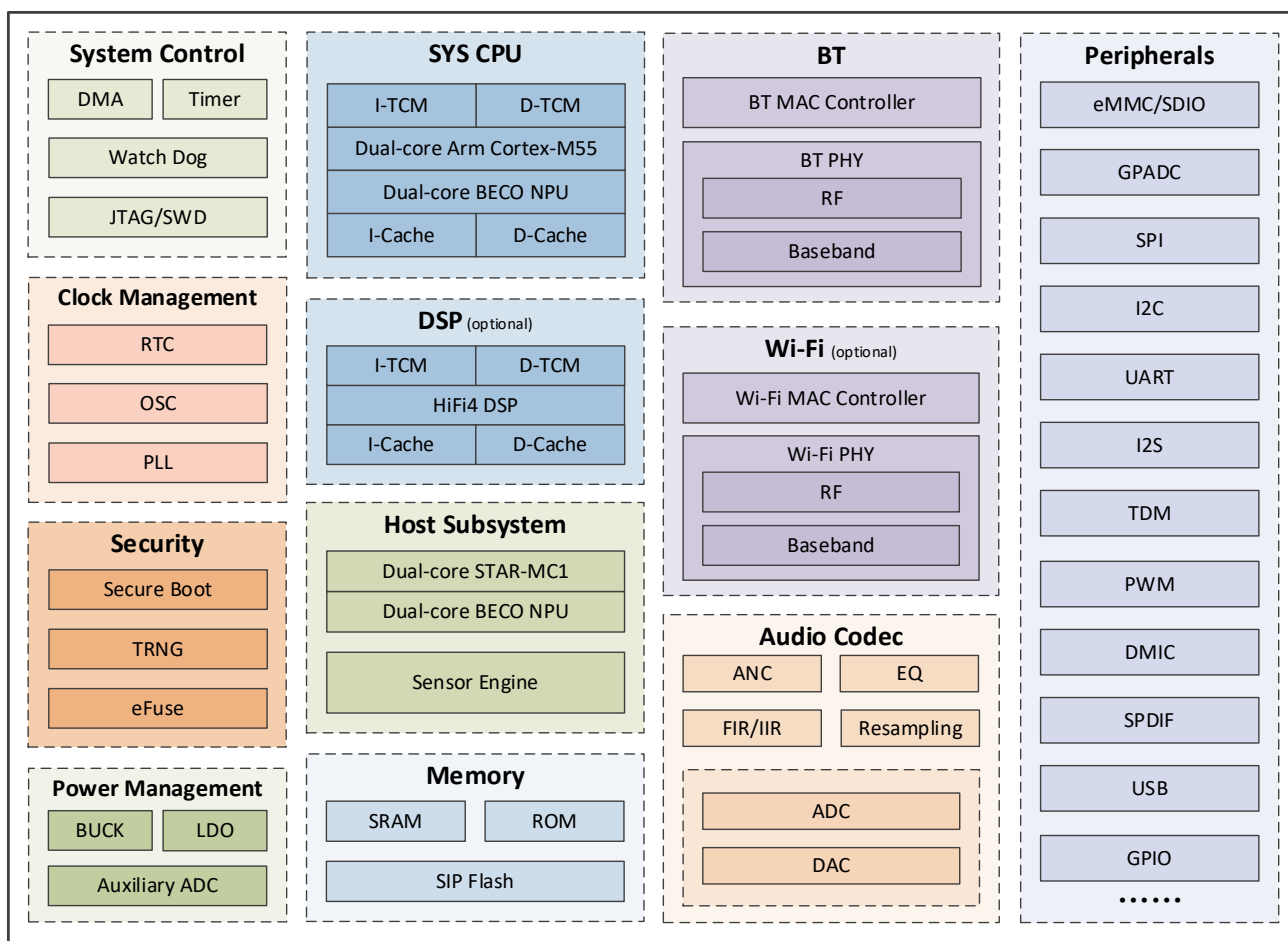 System Control
DMA
Timer
Watch Dog
JTAG/SWD
Clock Management
RTC
OSC
PLL
Security
Secure Boot
TRNG
eFuse
Power Management
BUCK
LDO
Auxiliary ADC
SYS CPU
I-TCM
D-TCM
Dual-core Arm Cortex-M55
Dual-core BECO NPU
I-Cache
D-Cache
DSP (optional)
I-TCM
D-TCM
HiFi4 DSP
I-Cache
D-Cache
Host Subsystem
Dual-core STAR-MC1
Dual-core BECO NPU
Sensor Engine
Memory
SRAM
ROM
SIP Flash
BT
BT MAC Controller
BT PHY
RF
Baseband
Wi-Fi (optional)
Wi-Fi MAC Controller
Wi-Fi PHY
RF
Baseband
Audio Codec
ANC
EQ
FIR/IIR
Resampling
ADC
DAC
Peripherals
eMMC/SDIO
GPADC
SPI
I2C
UART
I2S
TDM
PWM
DMIC
SPDIF
USB
GPIO
......